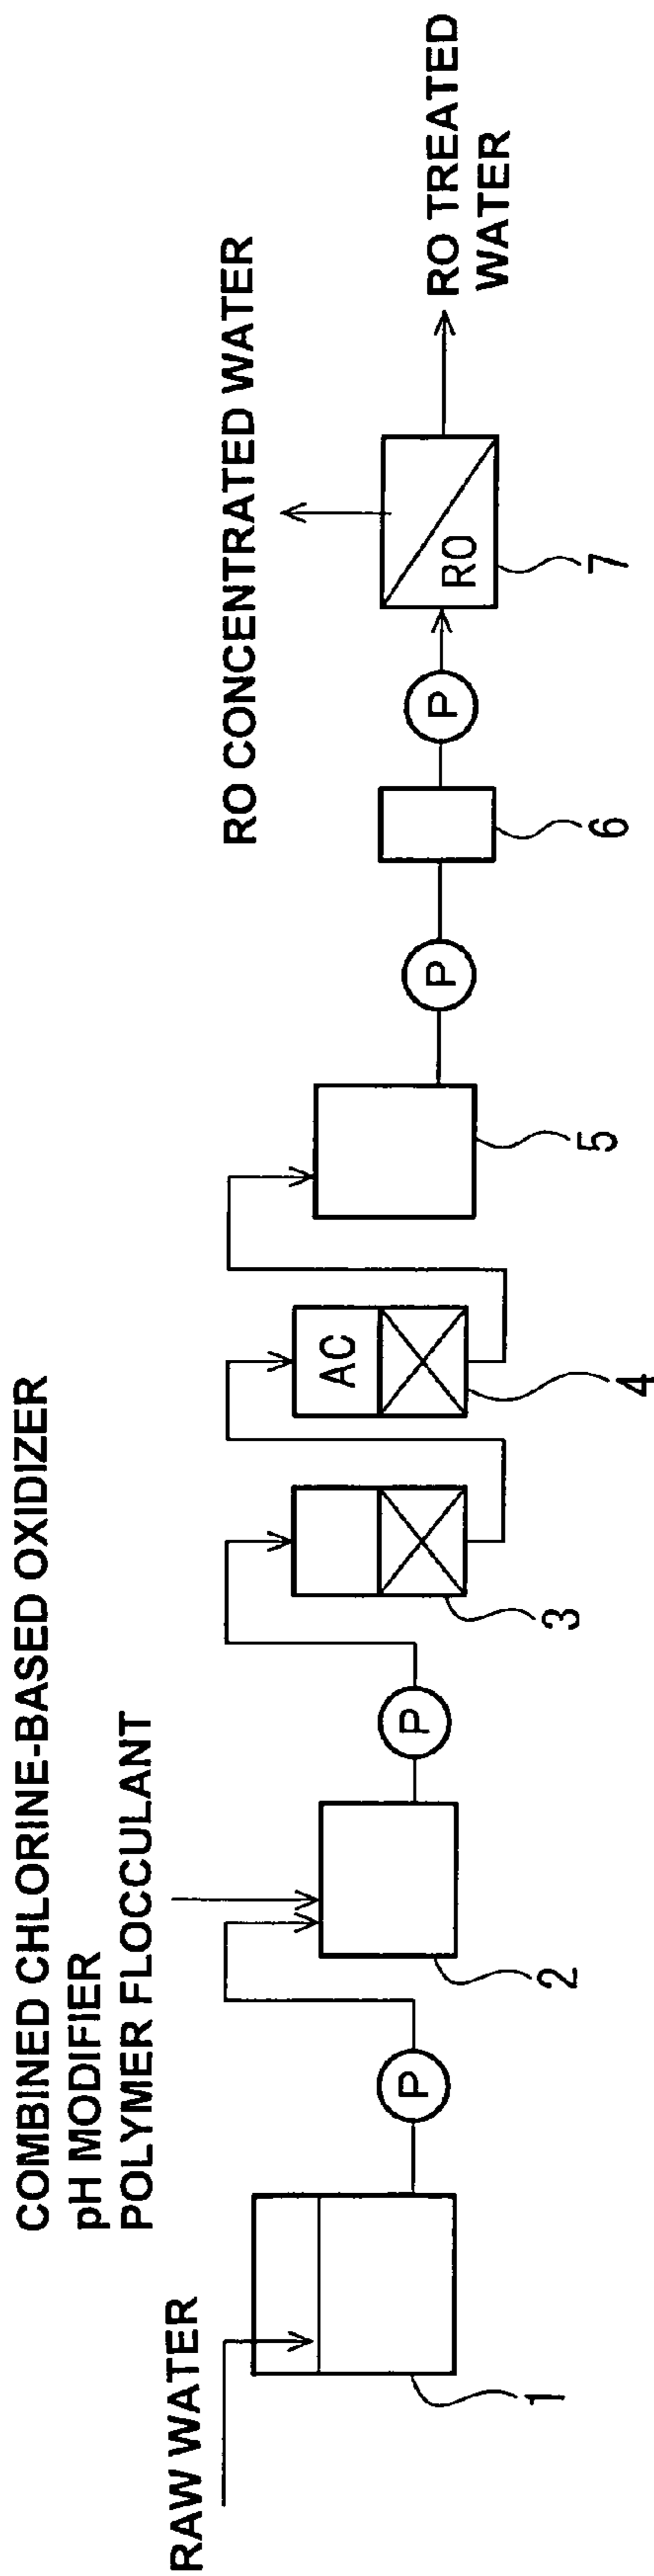 COMBINED CHLORINE-BASED OXIDIZER
pH MODIFIER
POLYMER FLOCCULANT
RAW WATER
RO CONCENTRATED WATER
RO TREATED
WATER
P
P
AC
P
P
RO
1
2
3
4
5
6
7